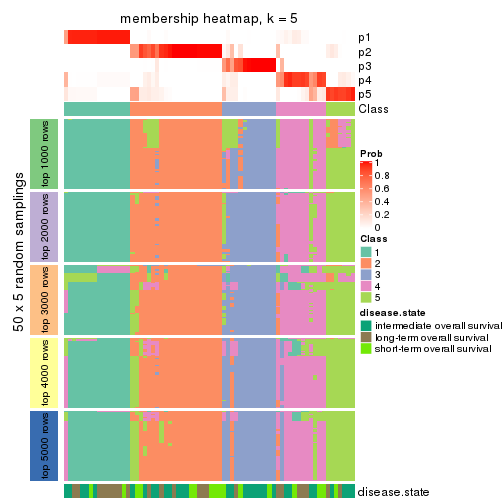 membership heatmap, k = 5
p1
p2
p3
p4
p5
Class
50 x 5 random samplings
top 1000 rows
top 2000 rows
top 3000 rows
top 4000 rows
top 5000 rows
Prob
1
0.8
0.6
0.4
0.2
0
Class
1
2
3
4
5
disease.state
intermediate overall survival
long-term overall survival
short-term overall survival
disease.state